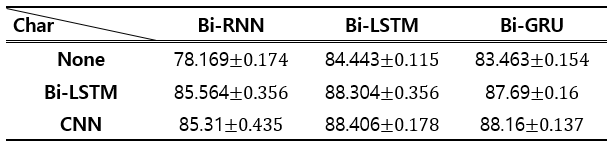 Char Bi-RNN Bi-LSTM Bi-GRU
None 78.169±0.174 84.443±0.115 83.463±0.154
Bi-LSTM 85.564±0.356 88.304±0.356 87.69±0.16
CNN 85.31±0.435 88.406±0.178 88.16±0.137